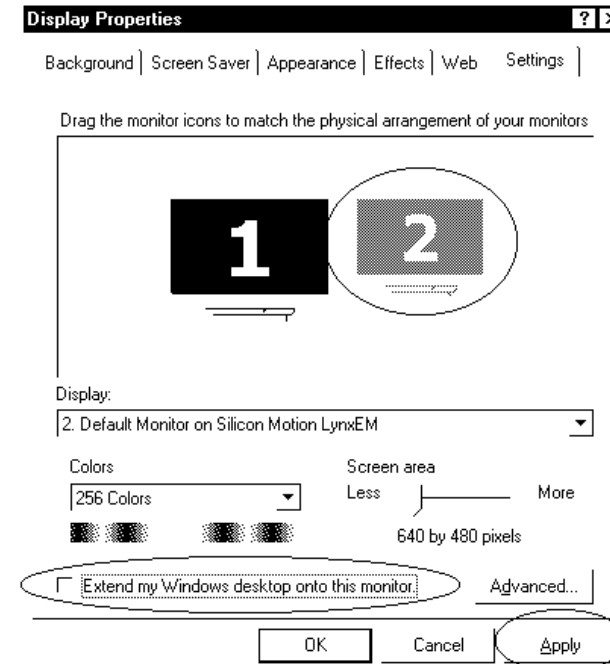 Display Properties ? X
Background Screen Saver Appearance Effects Web Settings
Drag the monitor icons to match the physical arrangement of your monitors
1 2
Display:
2. Default Monitor on Silicon Motion LynxEM
Colors Screen area
256 Colors Less More
640 by 480 pixels
Extend my Windows desktop onto this monitor. Advanced...
OK Cancel Apply